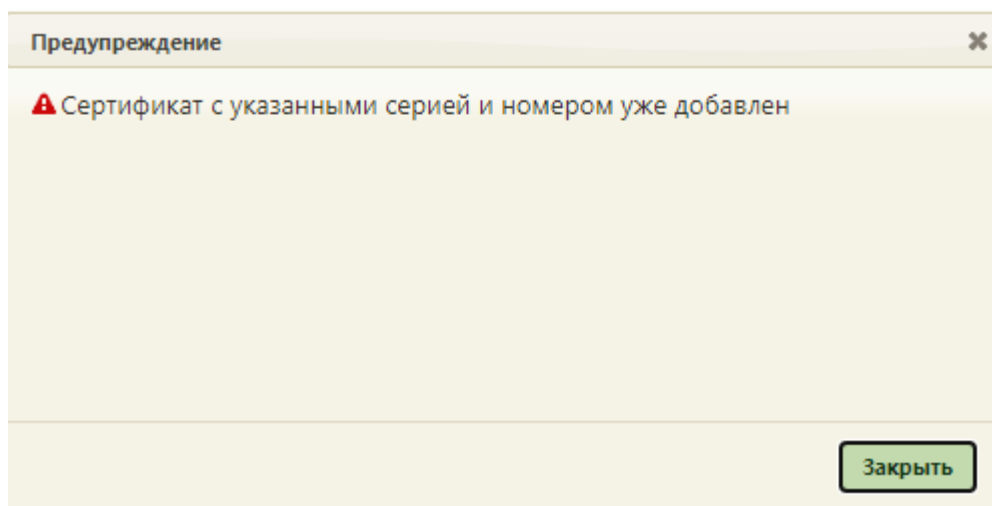 Предупреждение
Сертификат с указанными серией и номером уже добавлен
Закрыть